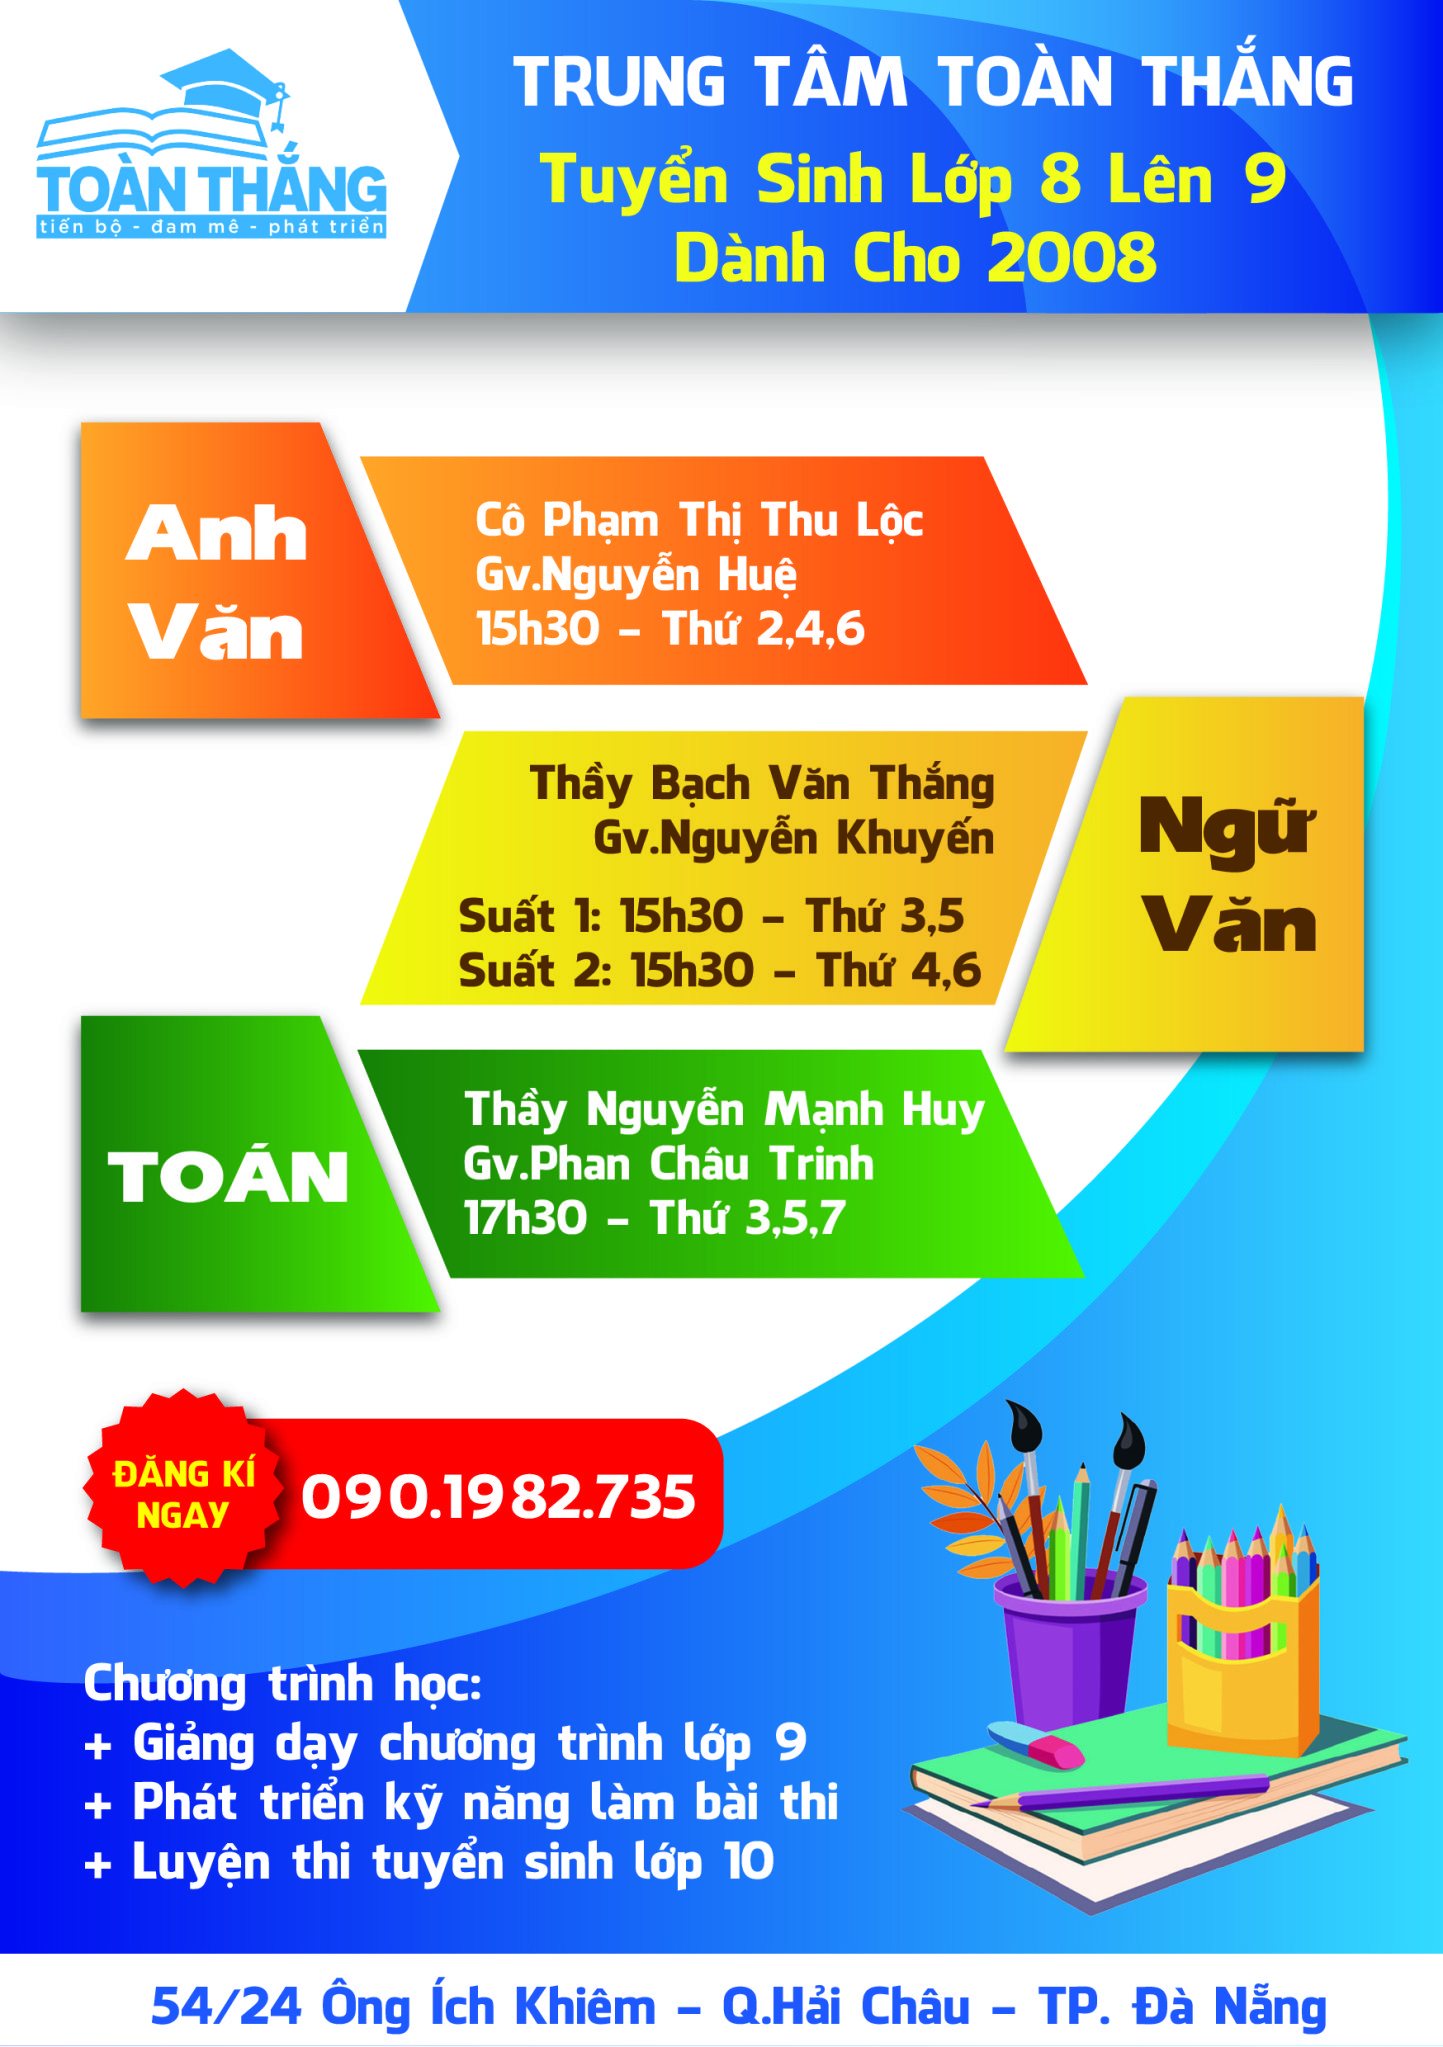 TOÀN THẮNG
tiến bộ - đam mê - phát triển
TRUNG TÂM TOÀN THẮNG
Tuyển Sinh Lớp 8 Lên 9
Dành Cho 2008
Anh
Văn
Cô Phạm Thị Thu Lộc
Gv.Nguyễn Huệ
15h30 – Thứ 2,4,6
Thầy Bạch Văn Thắng
Gv.Nguyễn Khuyến
Suất 1: 15h30 – Thứ 3,5
Suất 2: 15h30 – Thứ 4,6
Ngữ
Văn
TOÁN
Thầy Nguyễn Mạnh Huy
Gv.Phan Châu Trinh
17h30 – Thứ 3,5,7
ĐĂNG KÍ
NGAY
090.1982.735
Chương trình học:
+ Giảng dạy chương trình lớp 9
+ Phát triển kỹ năng làm bài thi
+ Luyện thi tuyển sinh lớp 10
54/24 Ông Ích Khiêm – Q.Hải Châu – TP. Đà Nẵng